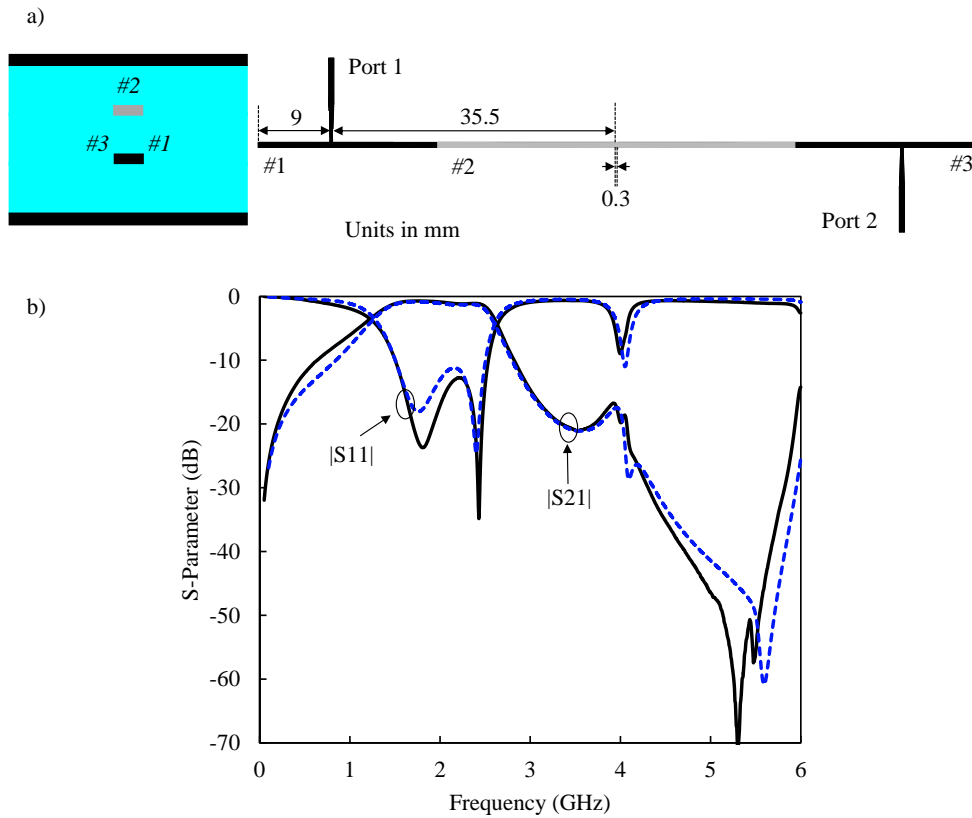 a)
#2
#3
#1
Port 1
9
35.5
#1
#2
#3
0.3
Port 2
Units in mm
b)
0
-10
-20
-30
-40
-50
-60
-70
S-Parameter (dB)
|S11|
|S21|
0 1 2 3 4 5 6
Frequency (GHz)